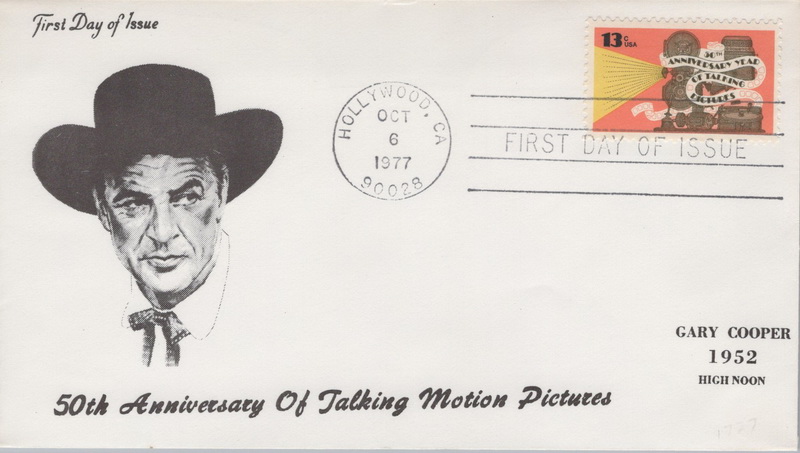 First Day of Issue
13c
USA
50TH
ANNIVERSARY YEAR
OF TALKING
PICTURES
HOLLYWOOD, CA
OCT
6
1977
90028
FIRST DAY OF ISSUE
GARY COOPER
1952
HIGH NOON
50th Anniversary Of Talking Motion Pictures